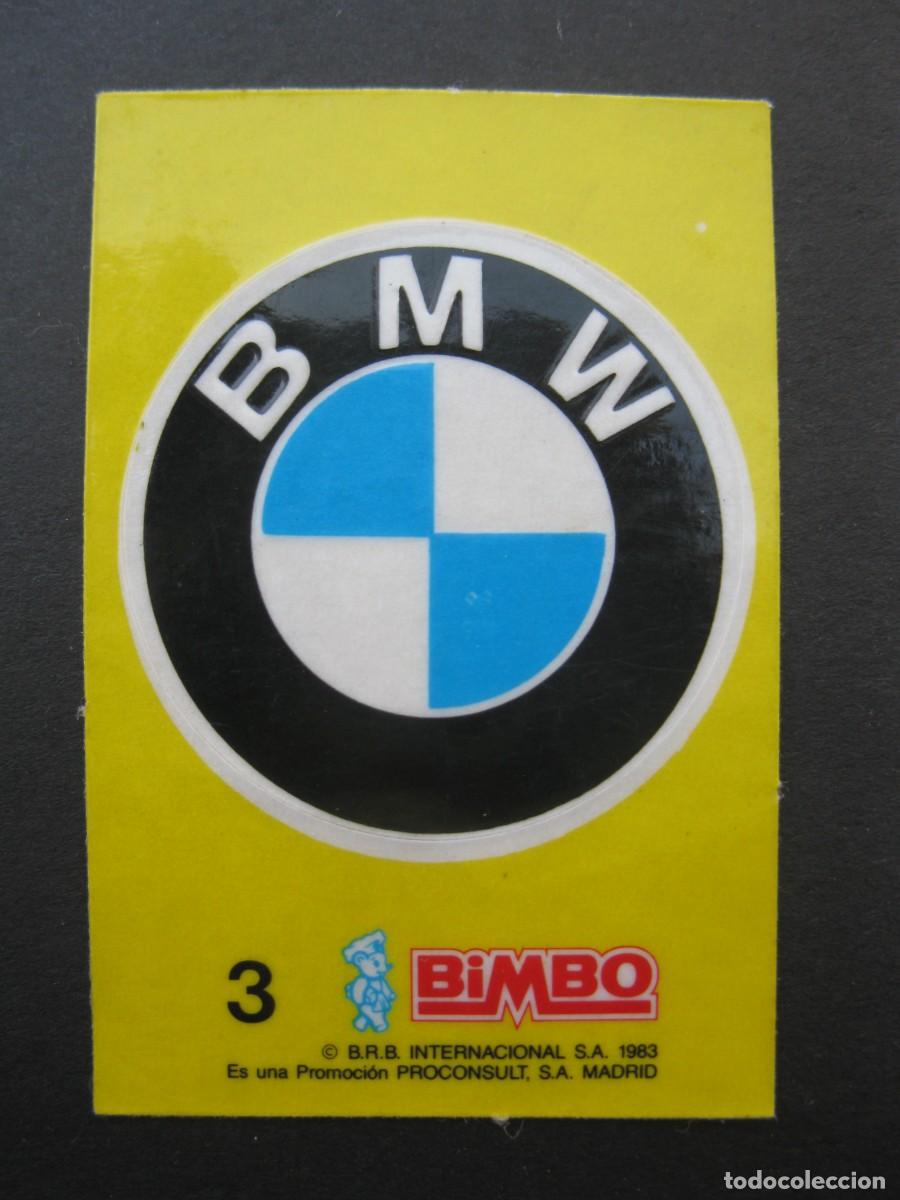 BMW
3
BiMBO
© B.R.B. INTERNACIONAL S.A. 1983
Es una Promoción PROCONSULT, S.A. MADRID
todocoleccion